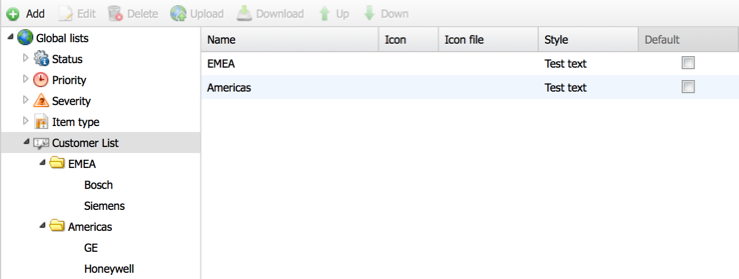 Add Edit Delete Upload Download Up Down
Global lists
Status
Priority
Severity
Item type
Customer List
EMEA
Bosch
Siemens
Americas
GE
Honeywell
Name Icon Icon file Style Default
EMEA Test text
Americas Test text